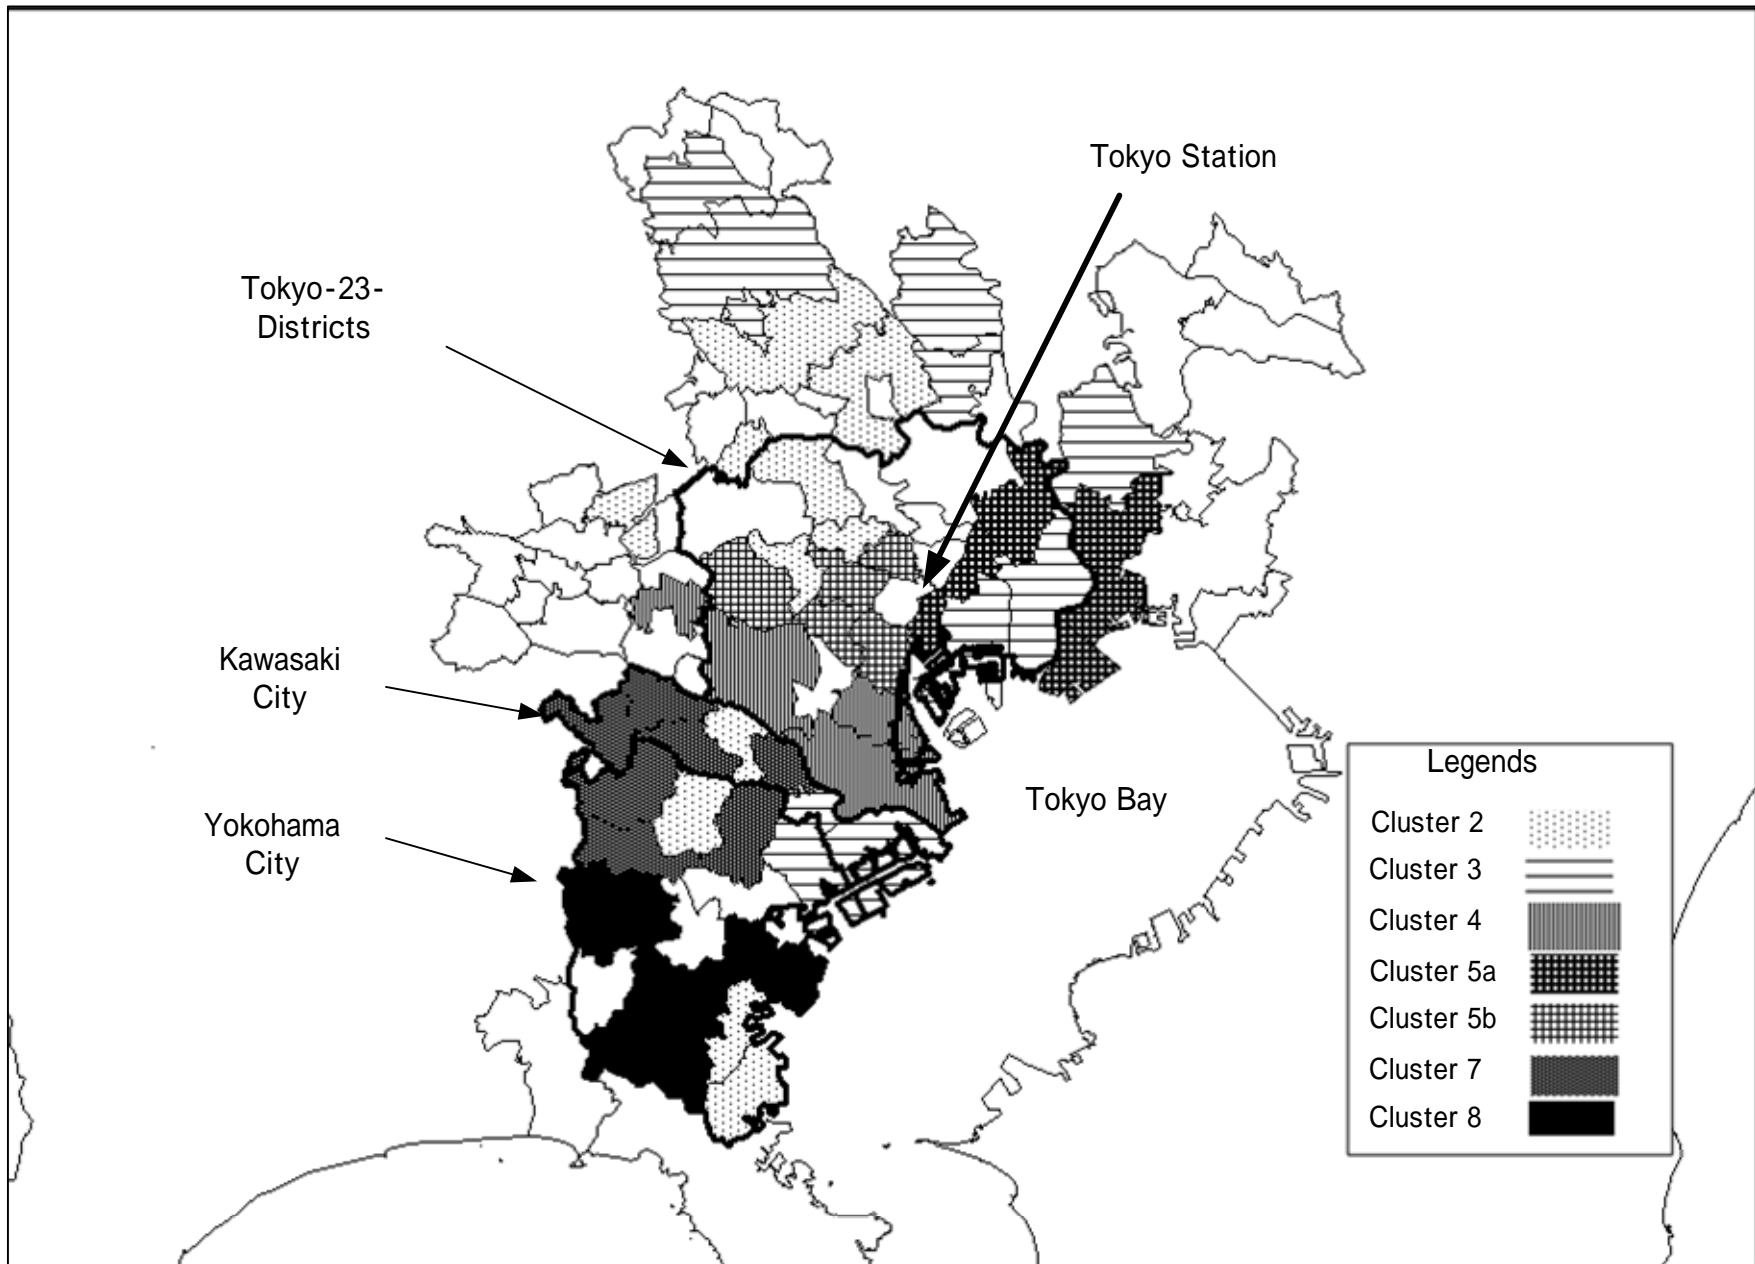 Tokyo Station
Tokyo-23-
Districts
Kawasaki
City
Yokohama
City
Tokyo Bay
Legends
Cluster 2
Cluster 3
Cluster 4
Cluster 5a
Cluster 5b
Cluster 7
Cluster 8